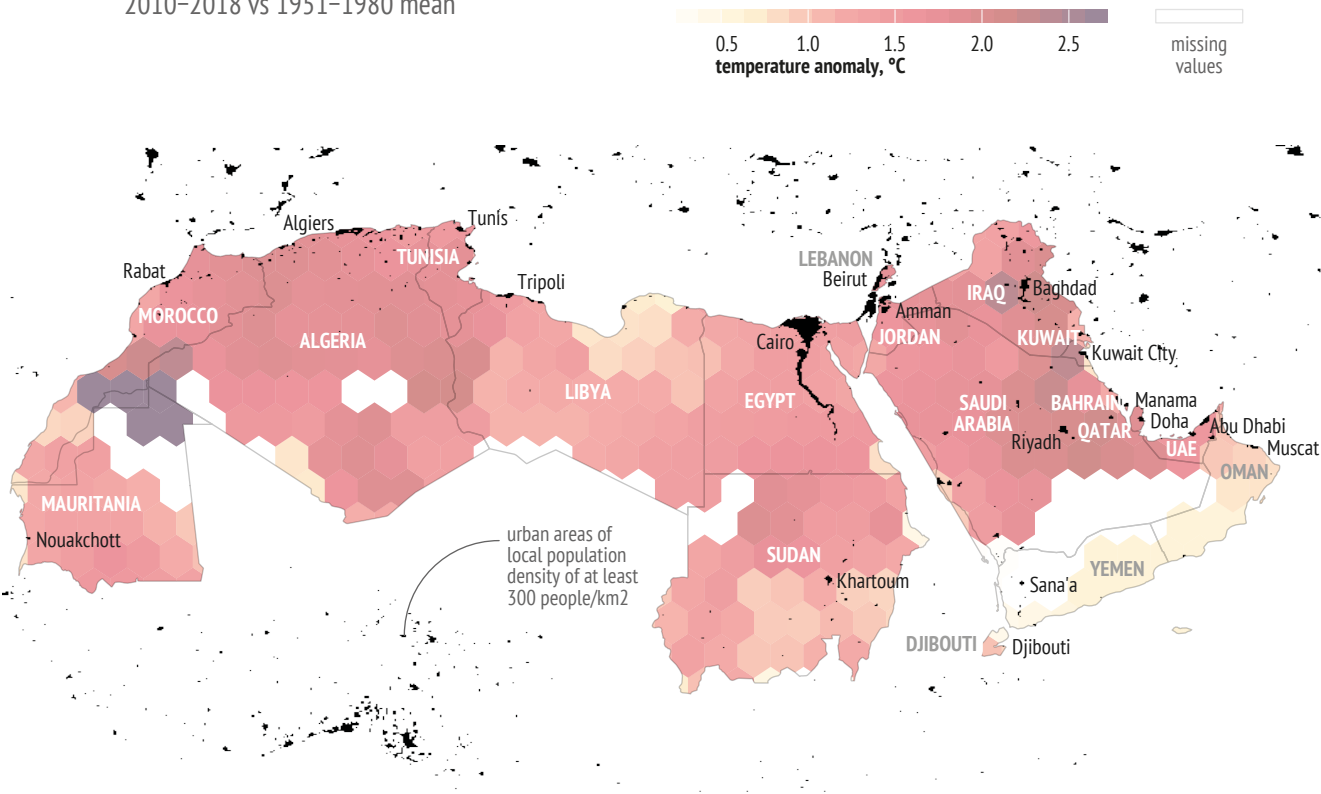 2010–2018 vs 1951–1980 mean
0.5 1.0 1.5 2.0 2.5
temperature anomaly, °C
missing
values
Algiers
Tunis
TUNISIA
LEBANON
Beirut
Rabat
Tripoli
IRAQ
Baghdad
MOROCCO
Amman
ALGERIA
Cairo
JORDAN
KUWAIT
Kuwait City
LIBYA
EGYPT
SAUDI
ARABIA
BAHRAIN
Manama
Doha
Riyadh
QATAR
Abu Dhabi
UAE
Muscat
OMAN
MAURITANIA
Nouakchott
urban areas of
local population
density of at least
300 people/km2
SUDAN
Khartoum
YEMEN
Sana'a
DJIBOUTI
Djibouti